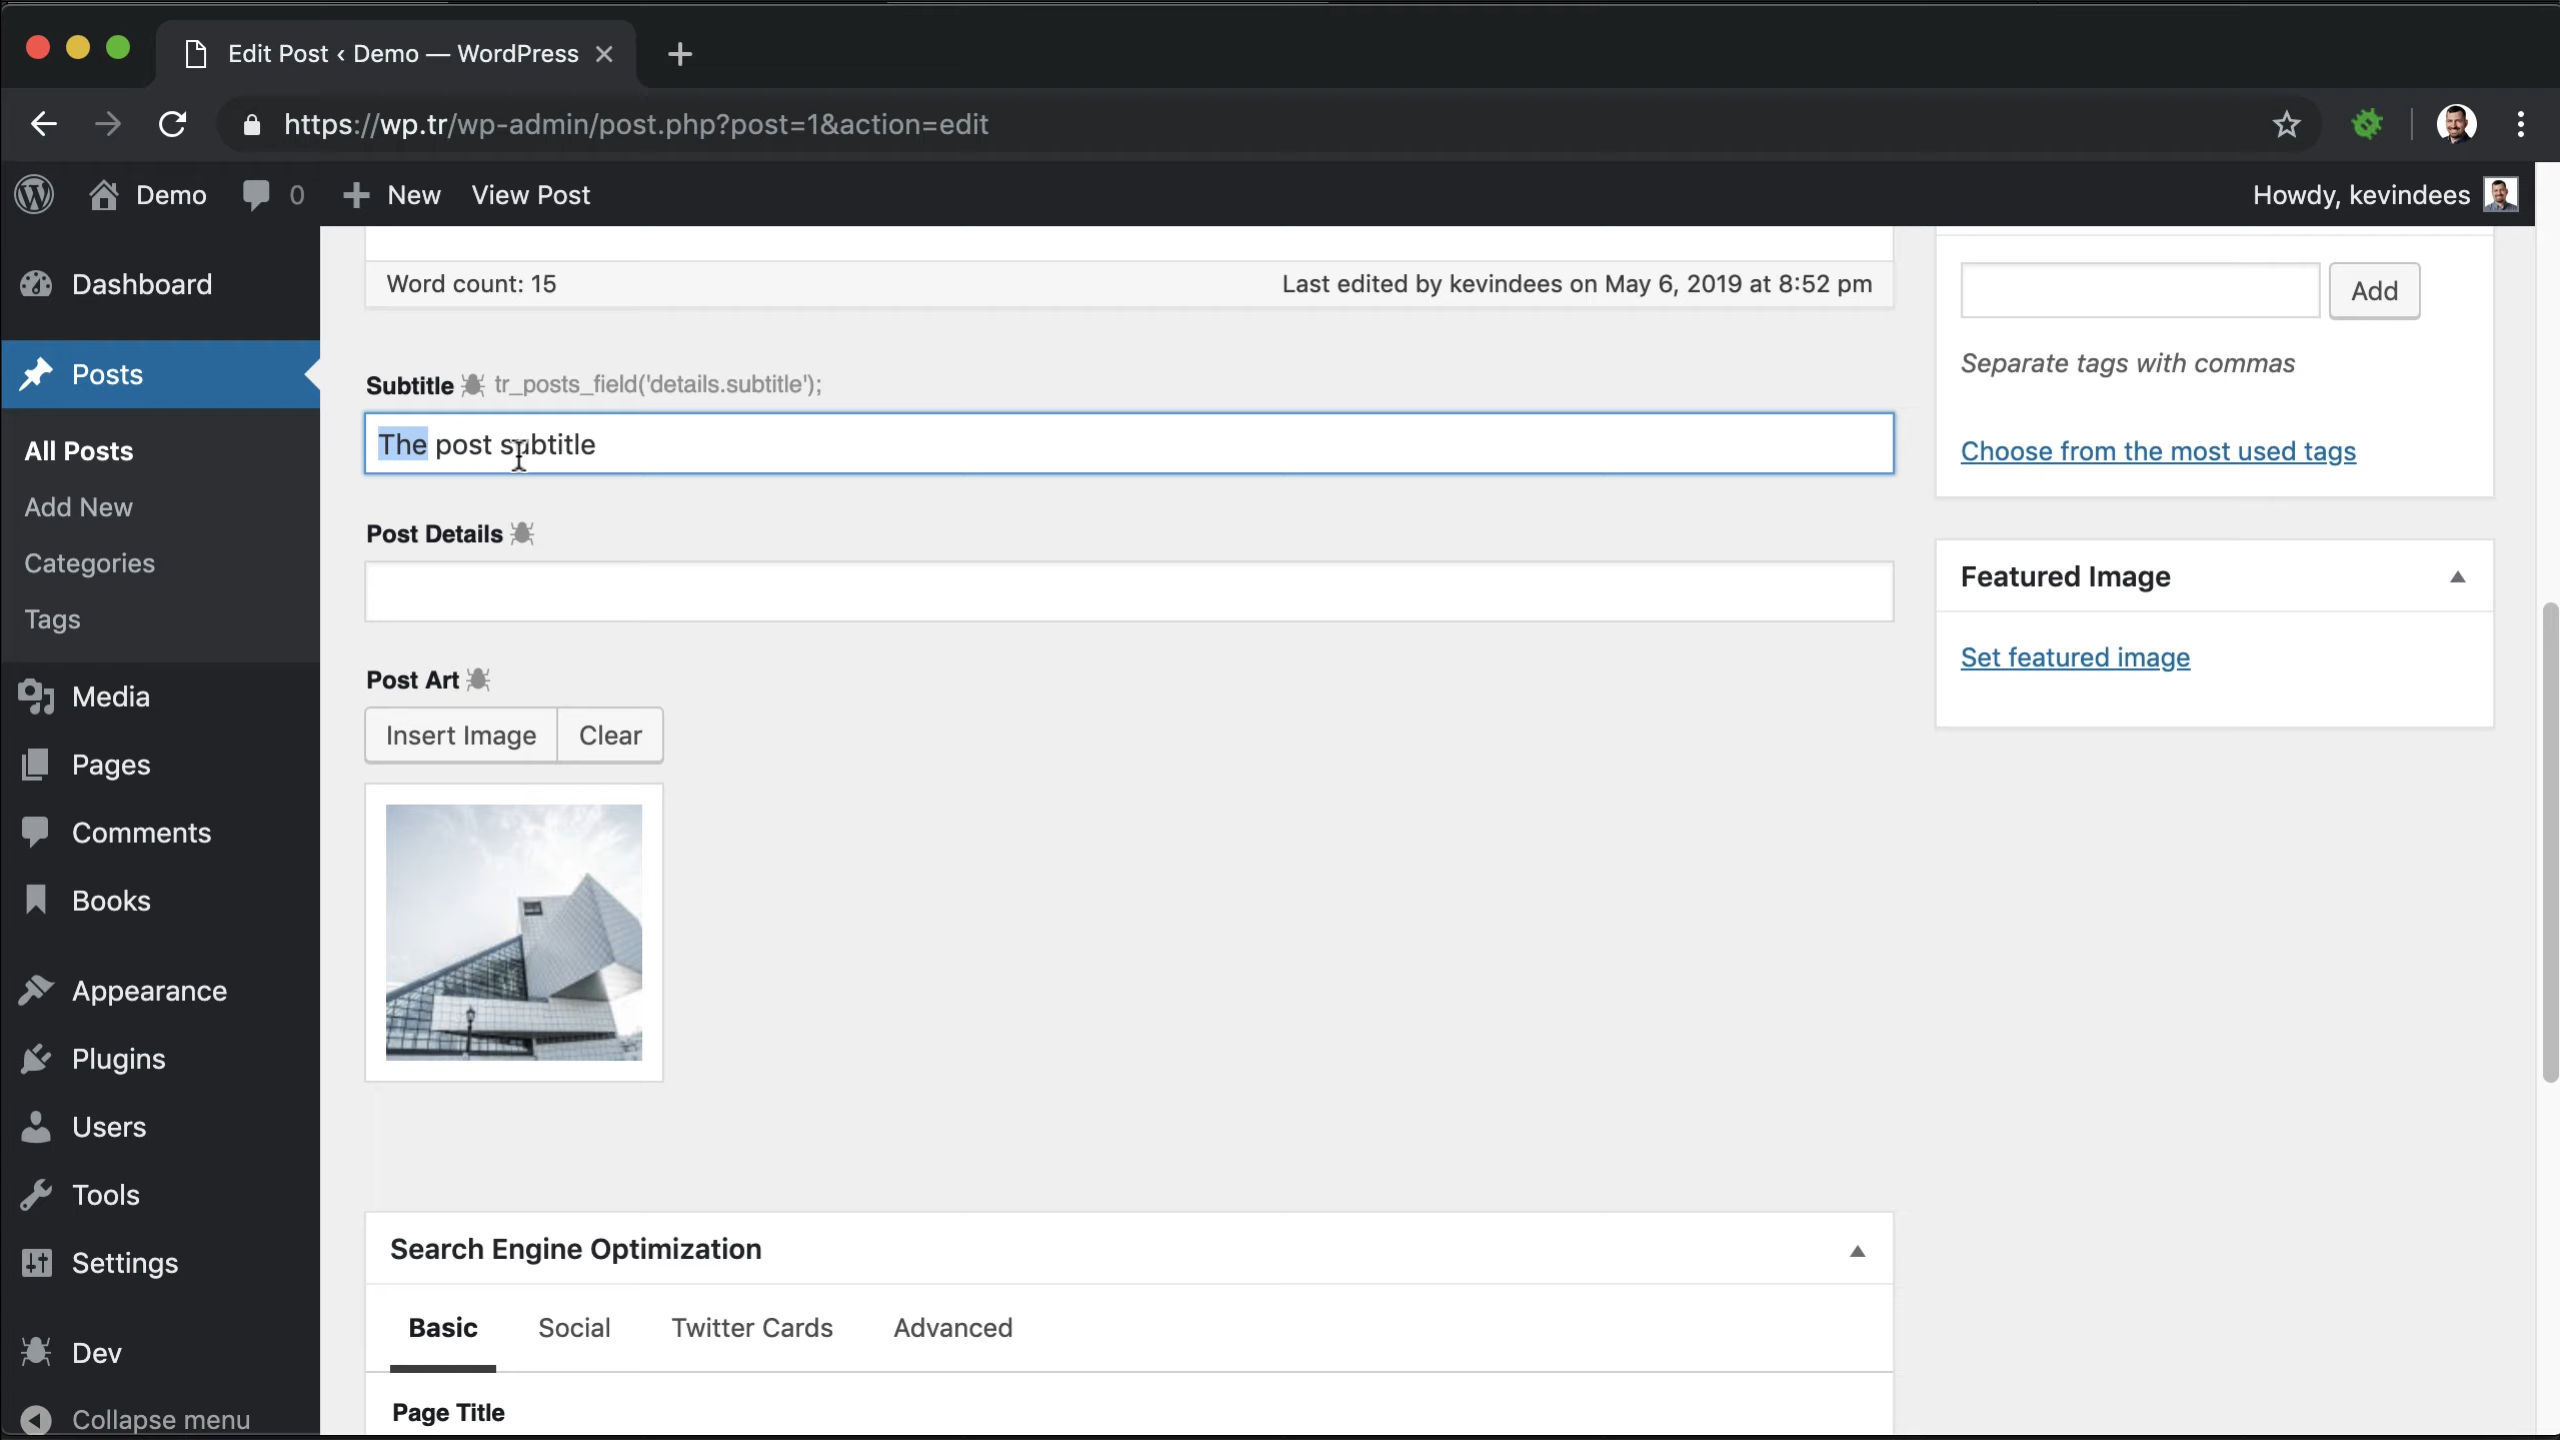 Edit Post ‹ Demo — WordPress
https://wp.tr/wp-admin/post.php?post=1&action=edit
Demo 0 New View Post Howdy, kevindees
Dashboard
Posts
All Posts
Add New
Categories
Tags
Media
Pages
Comments
Books
Appearance
Plugins
Users
Tools
Settings
Dev
Collapse menu
Word count: 15 Last edited by kevindees on May 6, 2019 at 8:52 pm
Subtitle tr_posts_field('details.subtitle');
The post subtitle
Post Details
Post Art
Insert Image Clear
Search Engine Optimization
Basic Social Twitter Cards Advanced
Page Title
Add
Separate tags with commas
Choose from the most used tags
Featured Image
Set featured image